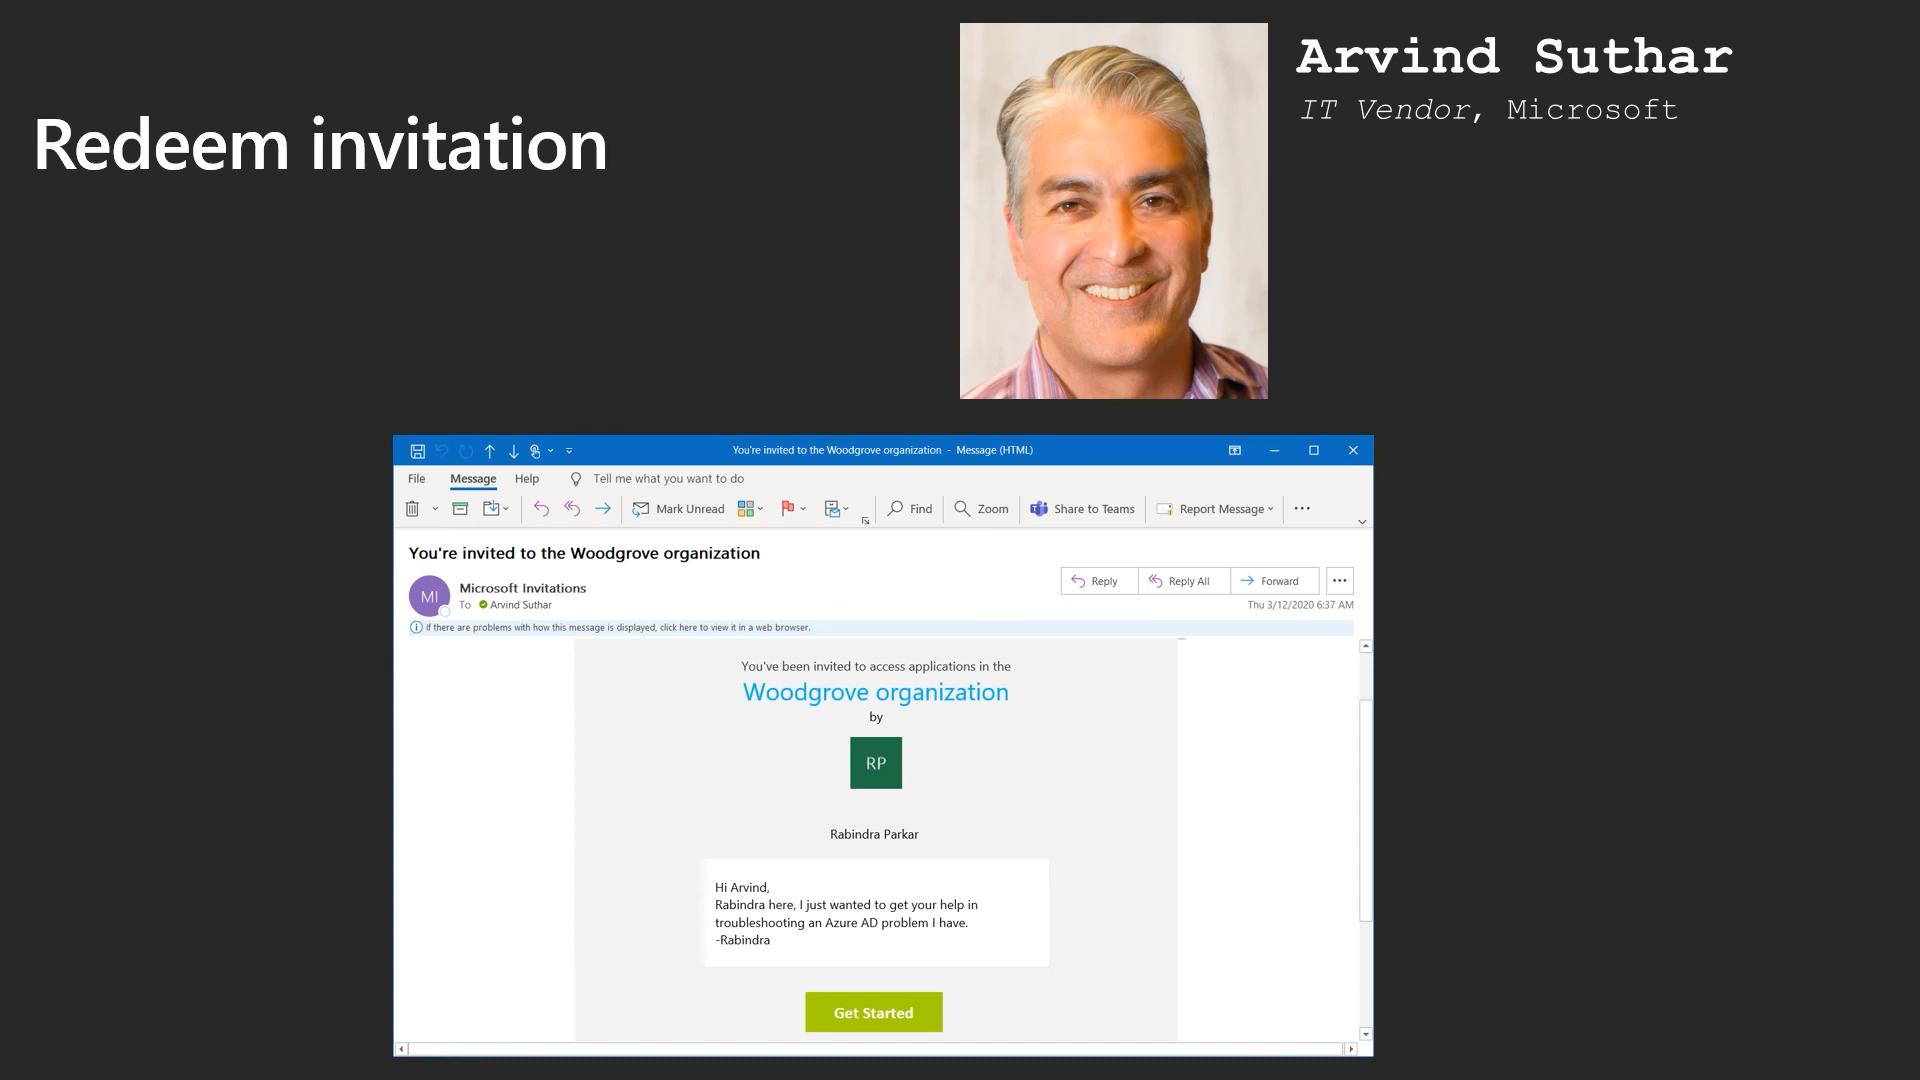 Redeem invitation
Arvind Suthar
IT Vendor, Microsoft
You're invited to the Woodgrove organization - Message (HTML)
File Message Help Tell me what you want to do
Mark Unread Find Zoom Share to Teams Report Message
You're invited to the Woodgrove organization
MI
Microsoft Invitations
To Arvind Suthar
Reply Reply All Forward
Thu 3/12/2020 6:37 AM
If there are problems with how this message is displayed, click here to view it in a web browser.
You've been invited to access applications in the
Woodgrove organization
by
RP
Rabindra Parkar
Hi Arvind,
Rabindra here, I just wanted to get your help in
troubleshooting an Azure AD problem I have.
-Rabindra
Get Started